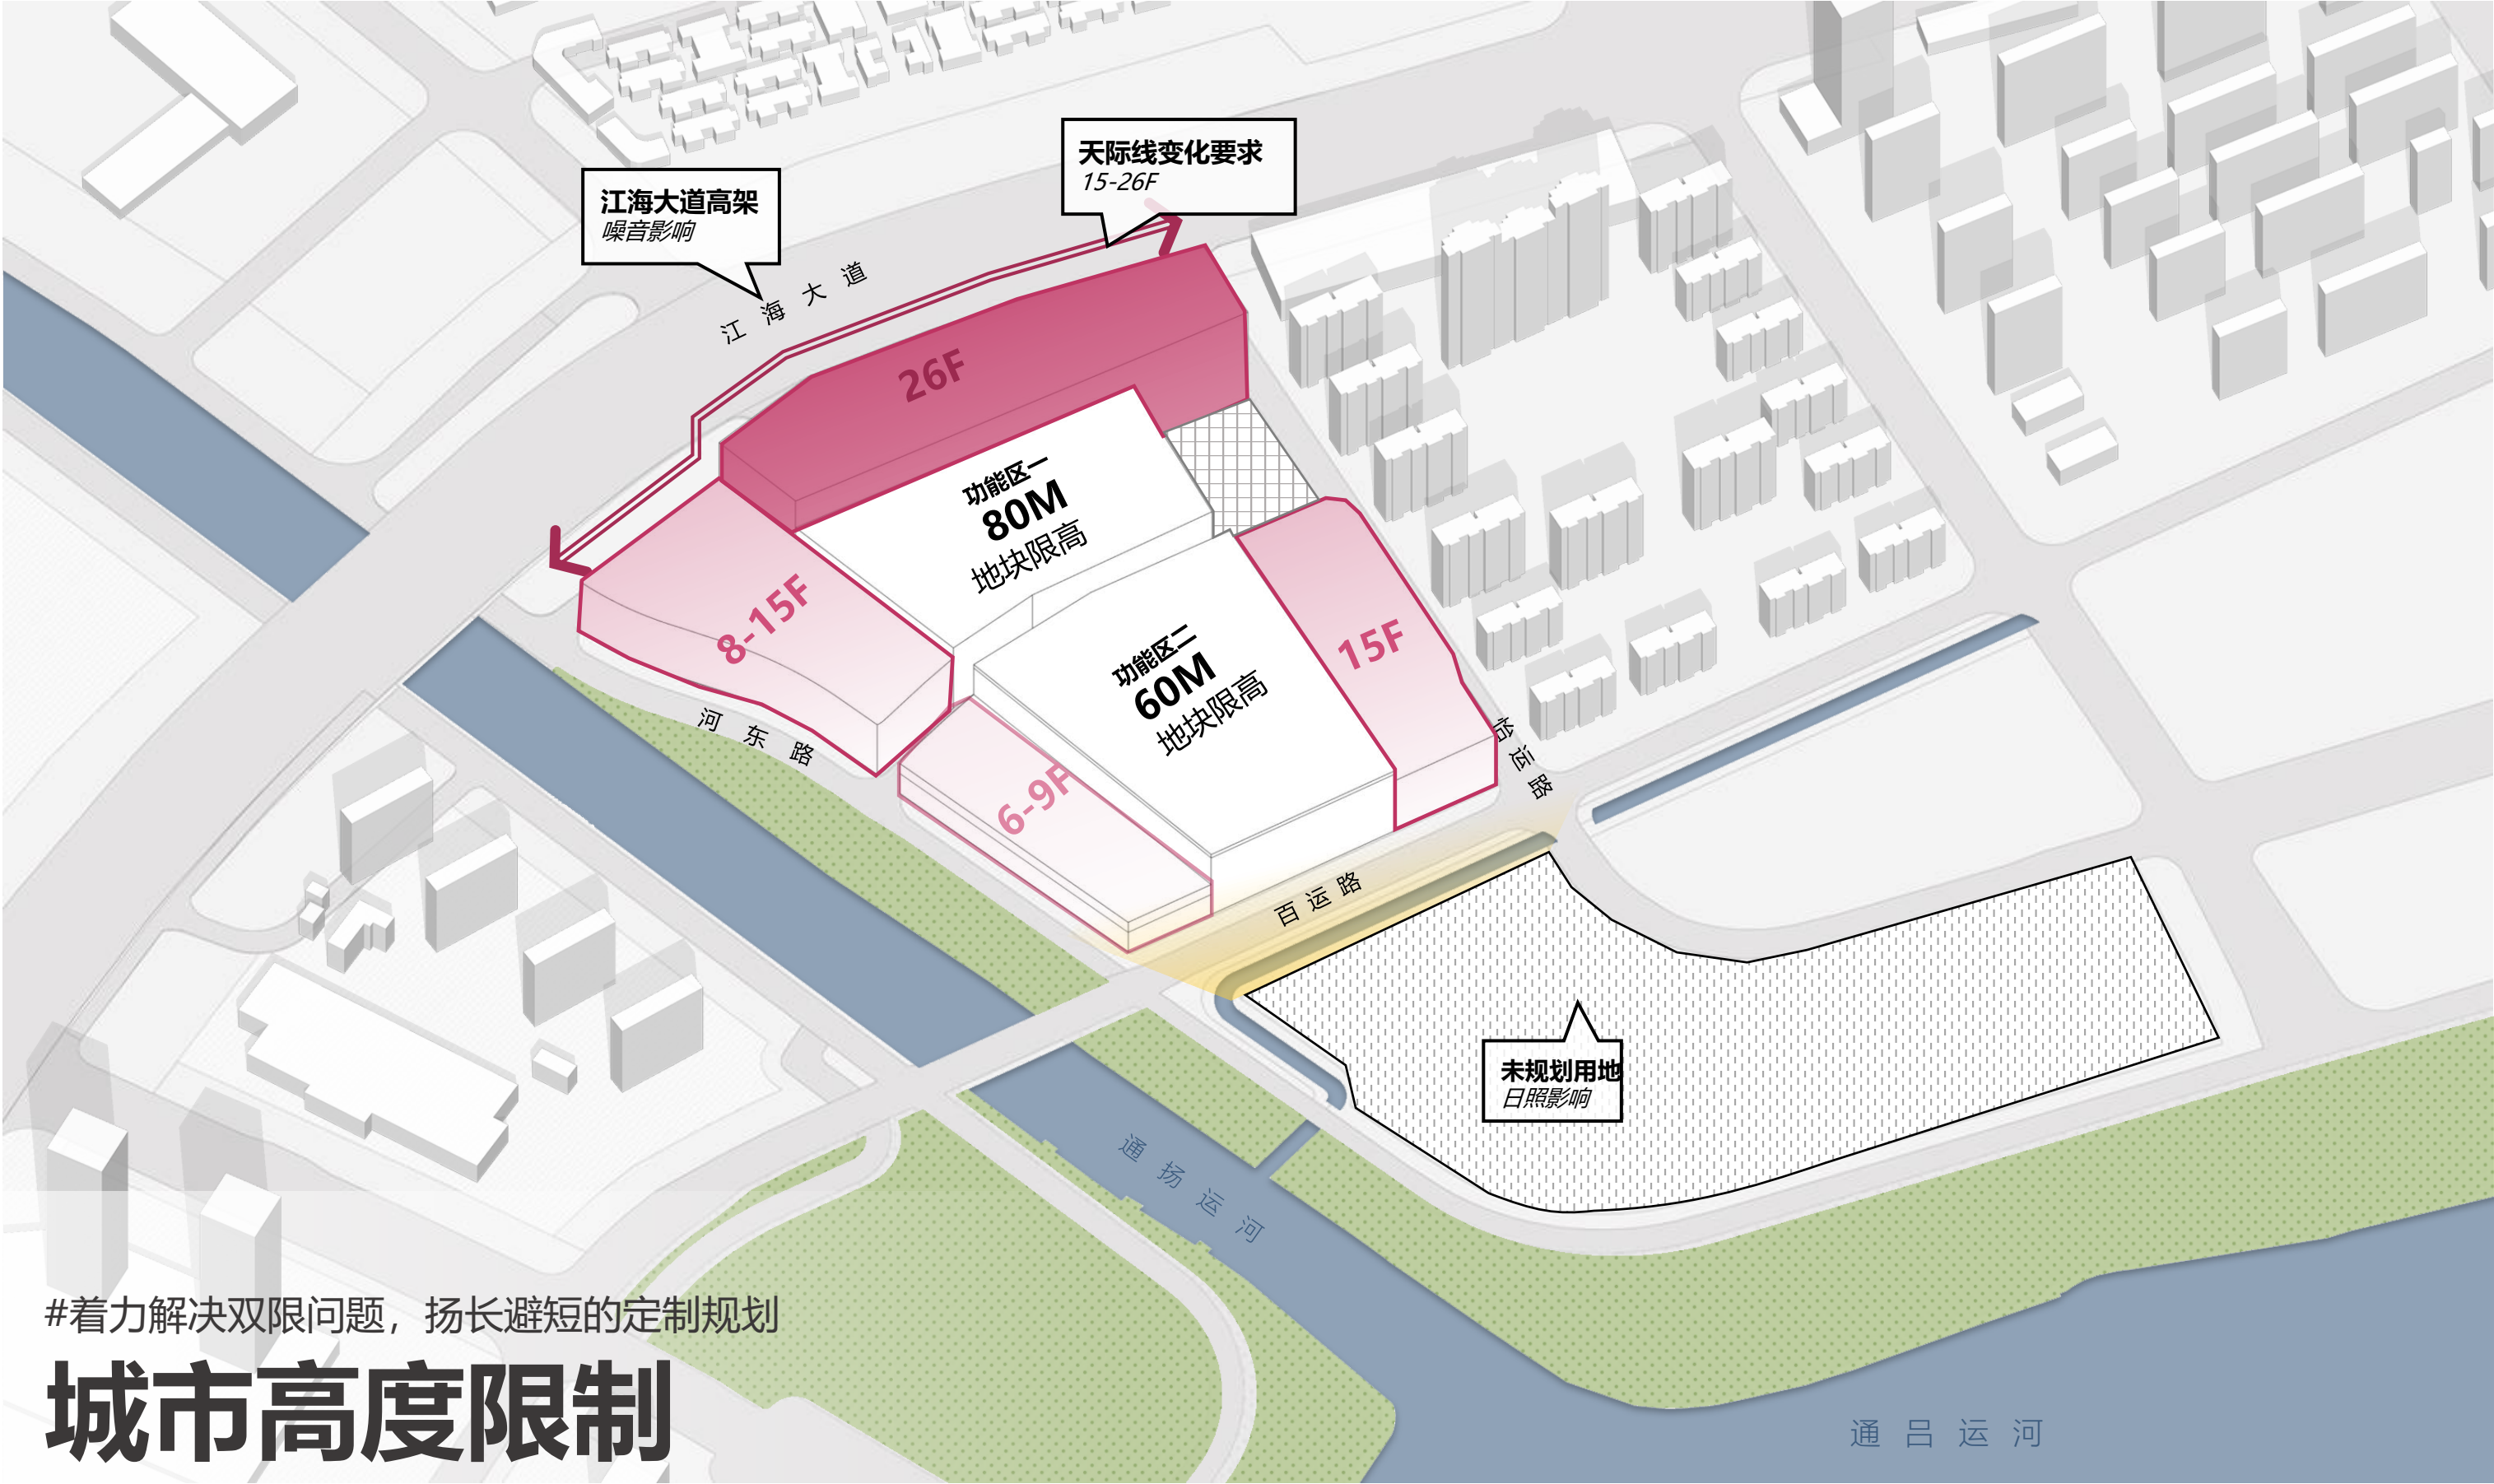 天际线变化要求
15-26F
江海大道高架
噪音影响
江海大道
26F
功能区一
80M
地块限高
8-15F
功能区二
60M
地块限高
15F
河东路
6-9F
怡运路
百运路
未规划用地
日照影响
通扬运河
#着力解决双限问题，扬长避短的定制规划
城市高度限制
通吕运河